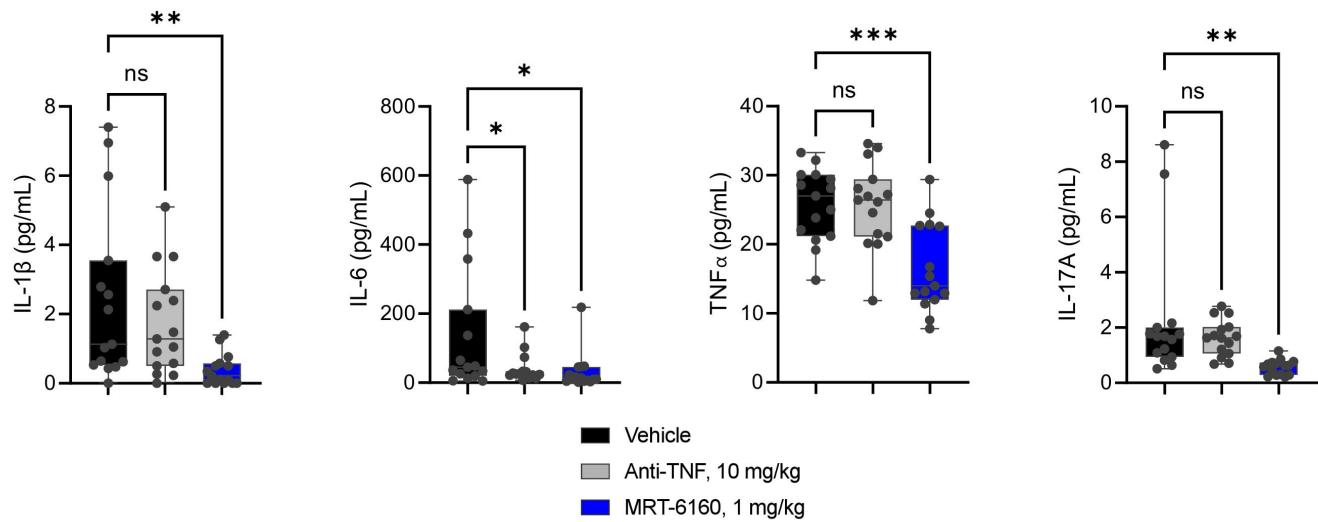 **
ns
8
6
4
2
0
IL-1β (pg/mL)
*
*
800
600
400
200
0
IL-6 (pg/mL)
***
ns
40
30
20
10
0
TNFα (pg/mL)
**
ns
10
8
6
4
2
0
IL-17A (pg/mL)
Vehicle
Anti-TNF, 10 mg/kg
MRT-6160, 1 mg/kg